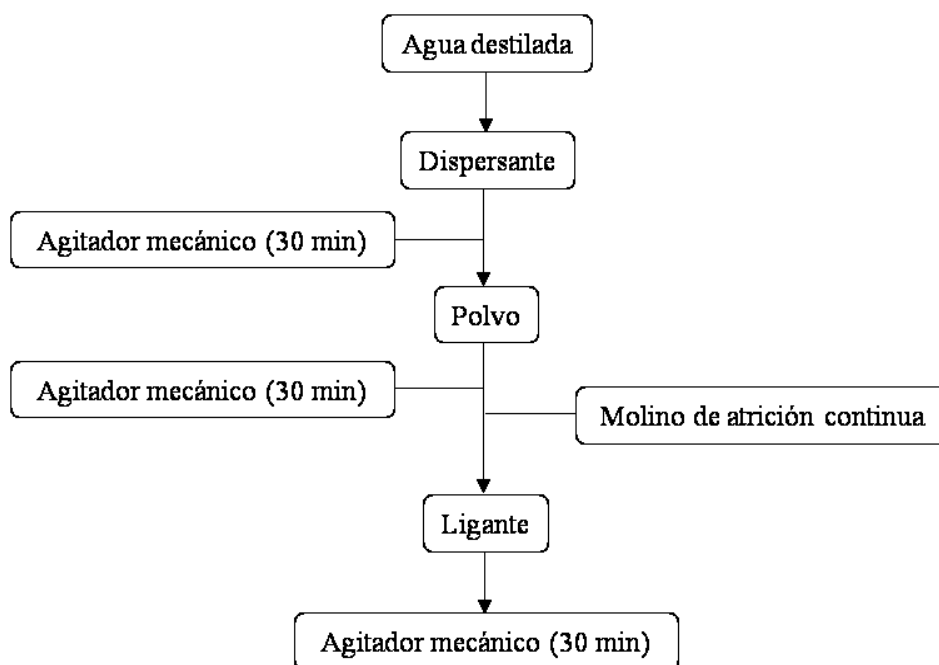 Agua destilada
Dispersante
Agitador mecánico (30 min)
Polvo
Agitador mecánico (30 min)
Molino de atrición continua
Ligante
Agitador mecánico (30 min)